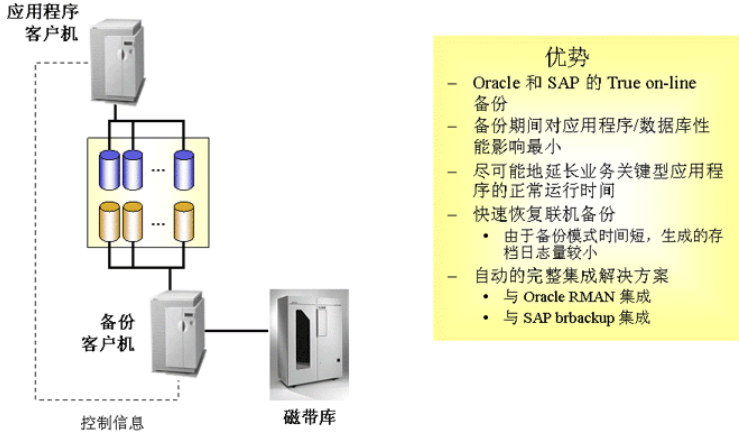 应用程序
客户机
...
...
备份
客户机
磁带库
控制信息
优势
– Oracle 和 SAP 的 True on-line
备份
– 备份期间对应用程序/数据库性
能影响最小
– 尽可能地延长业务关键型应用程
序的正常运行时间
– 快速恢复联机备份
• 由于备份模式时间短，生成的存
档日志量较小
– 自动的完整集成解决方案
• 与 Oracle RMAN 集成
• 与 SAP brbackup 集成